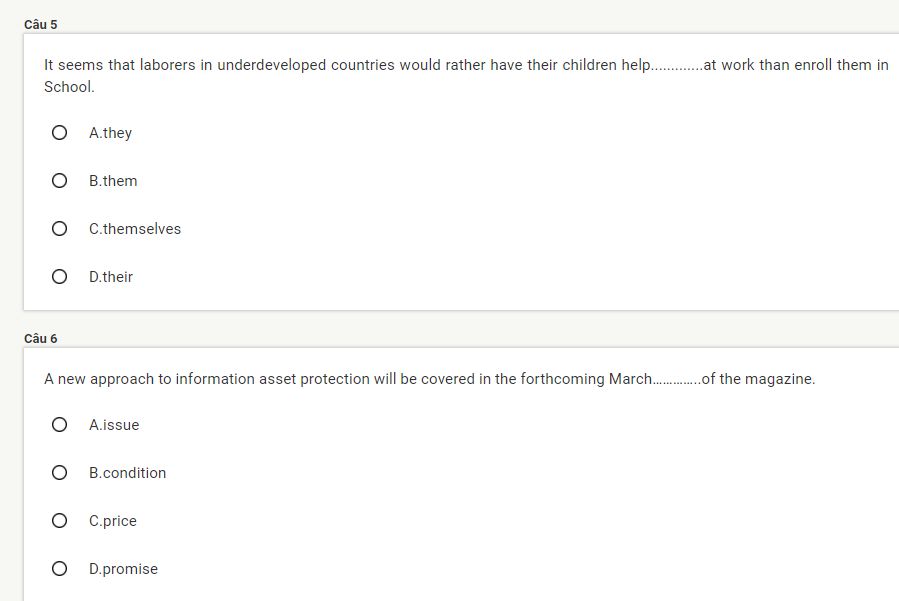 Câu 5
It seems that laborers in underdeveloped countries would rather have their children help.............at work than enroll them in
School.
A.they
B.them
C.themselves
D.their
Câu 6
A new approach to information asset protection will be covered in the forthcoming March..............of the magazine.
A.issue
B.condition
C.price
D.promise